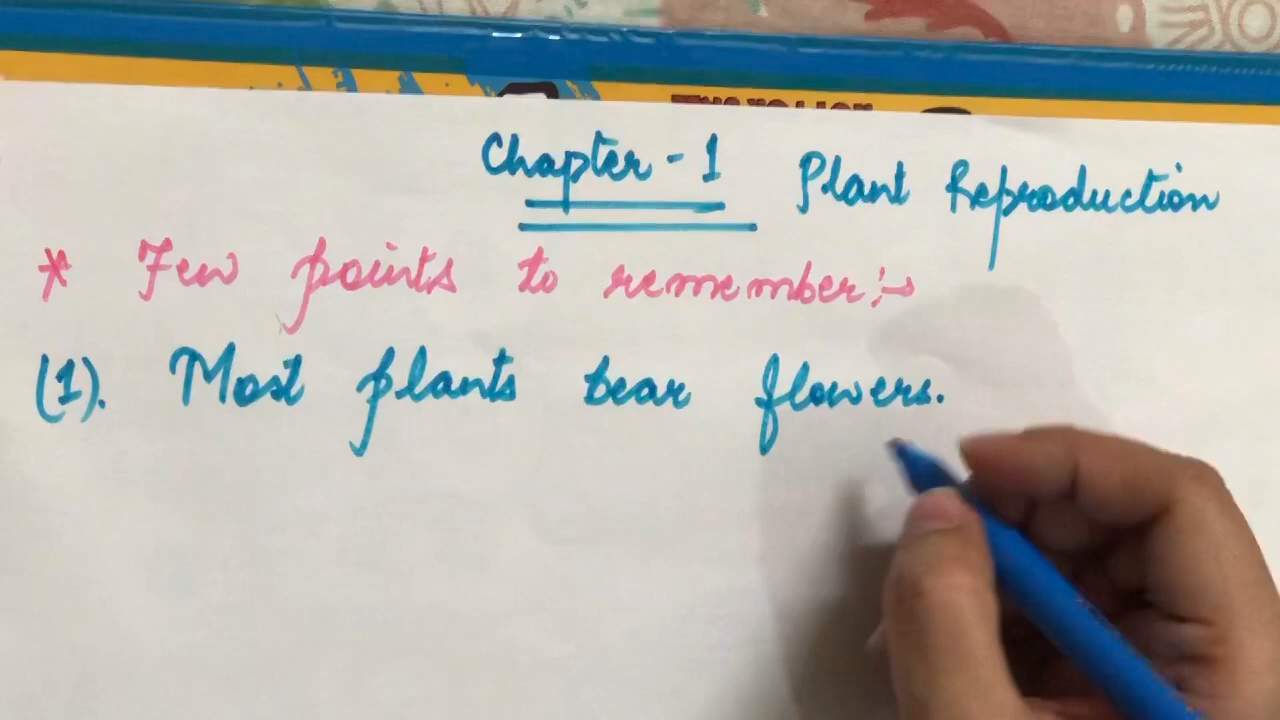 Chapter - 1 Plant Reproduction
* Few points to remember:→
(1). Most plants bear flowers.